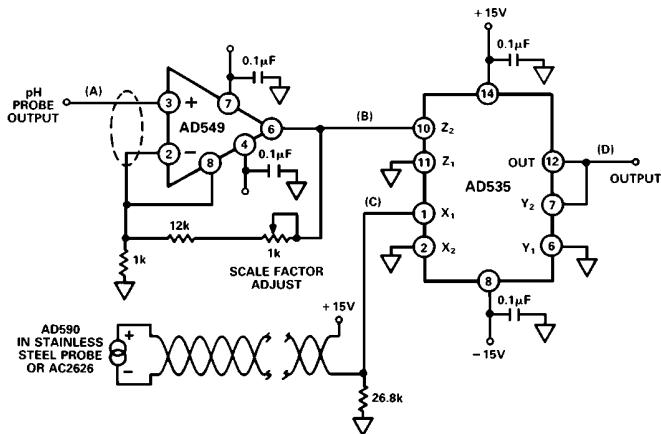 +15V
0.1µF
0.1µF
(A)
pH
PROBE
OUTPUT
3
+
7
14
AD549
6
(B)
10
Z2
4
2
–
8
0.1µF
11
Z1
OUT
12
(D)
OUTPUT
AD535
(C)
1
X1
Y2
7
12k
1k
2
X2
Y1
6
1k
SCALE FACTOR
ADJUST
8
0.1µF
+15V
AD590
IN STAINLESS
STEEL PROBE
OR AC2626
+
–
–15V
26.8k